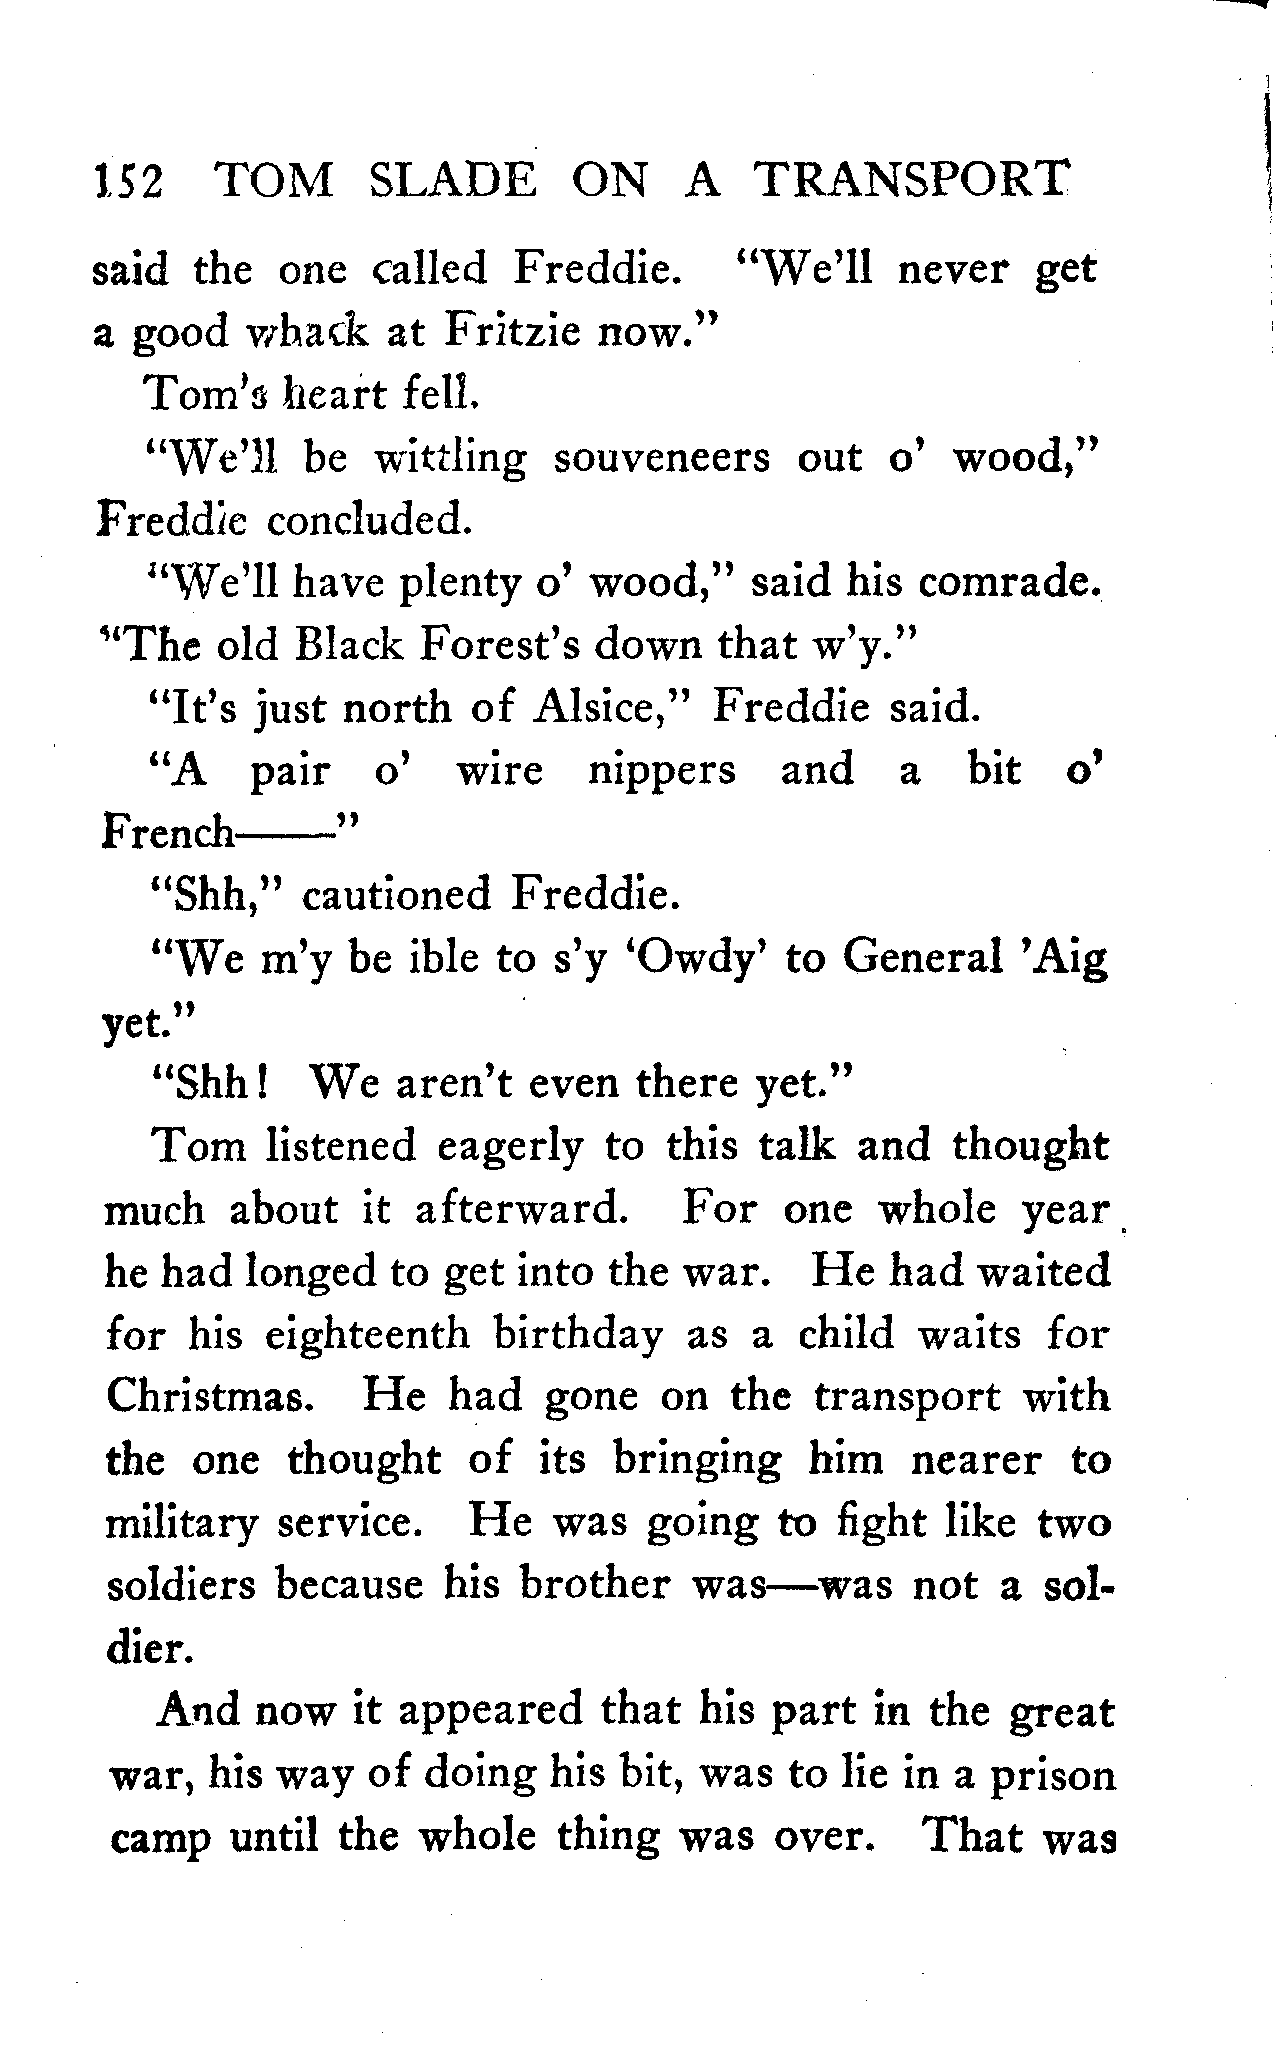 152 TOM SLADE ON A TRANSPORT
said the one called Freddie. "We'll never get
a good whack at Fritzie now."
Tom's heart fell.
"We'll be wittling souveneers out o' wood,"
Freddie concluded.
"We'll have plenty o' wood," said his comrade.
"The old Black Forest's down that w'y."
"It's just north of Alsice," Freddie said.
"A pair o' wire nippers and a bit o'
French——"
"Shh," cautioned Freddie.
"We m'y be ible to s'y 'Owdy' to General 'Aig
yet."
"Shh! We aren't even there yet."
Tom listened eagerly to this talk and thought
much about it afterward. For one whole year
he had longed to get into the war. He had waited
for his eighteenth birthday as a child waits for
Christmas. He had gone on the transport with
the one thought of its bringing him nearer to
military service. He was going to fight like two
soldiers because his brother was—was not a sol-
dier.
And now it appeared that his part in the great
war, his way of doing his bit, was to lie in a prison
camp until the whole thing was over. That was